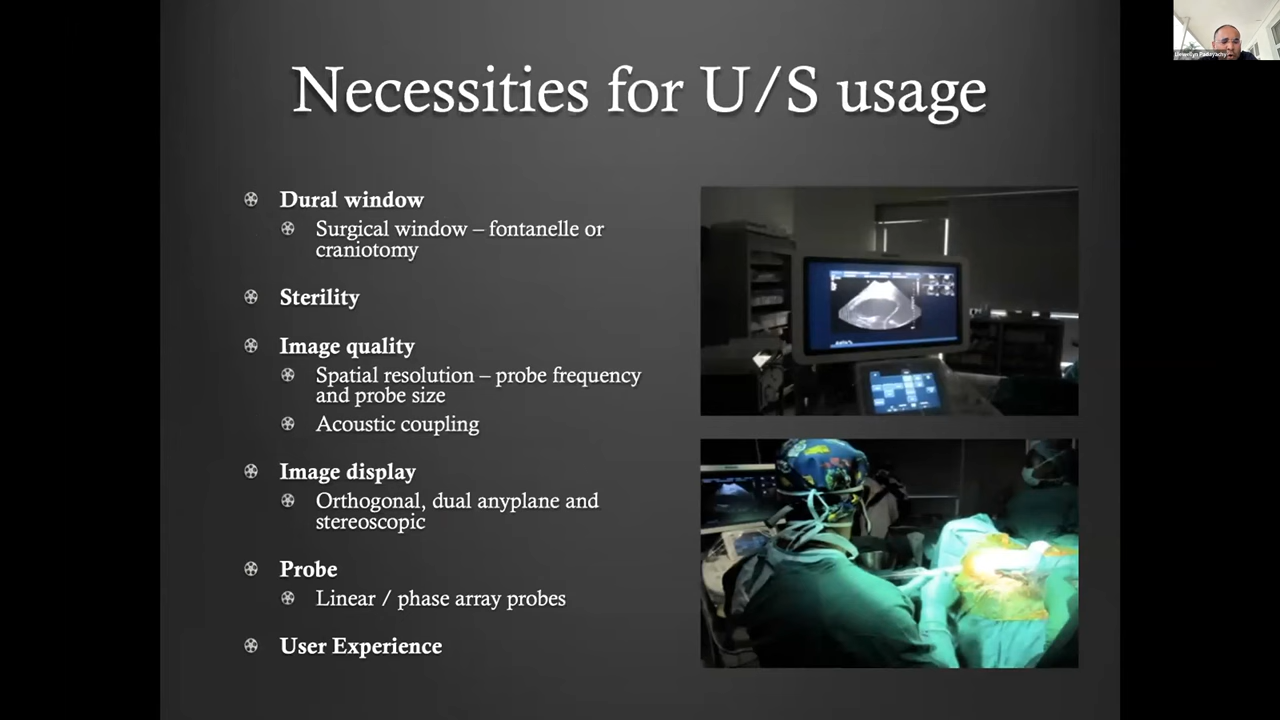 Necessities for U/S usage
Dural window
Surgical window – fontanelle or
craniotomy
Sterility
Image quality
Spatial resolution – probe frequency
and probe size
Acoustic coupling
Image display
Orthogonal, dual anyplane and
stereoscopic
Probe
Linear / phase array probes
User Experience